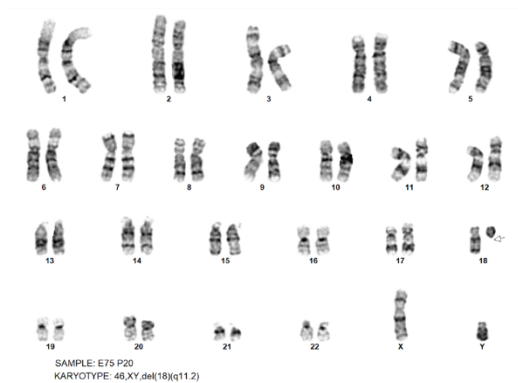 1 2 3 4 5
6 7 8 9 10 11 12
13 14 15 16 17 18
19 20 21 22 X Y
SAMPLE: E75 P20
KARYOTYPE: 46,XY,del(18)(q11.2)